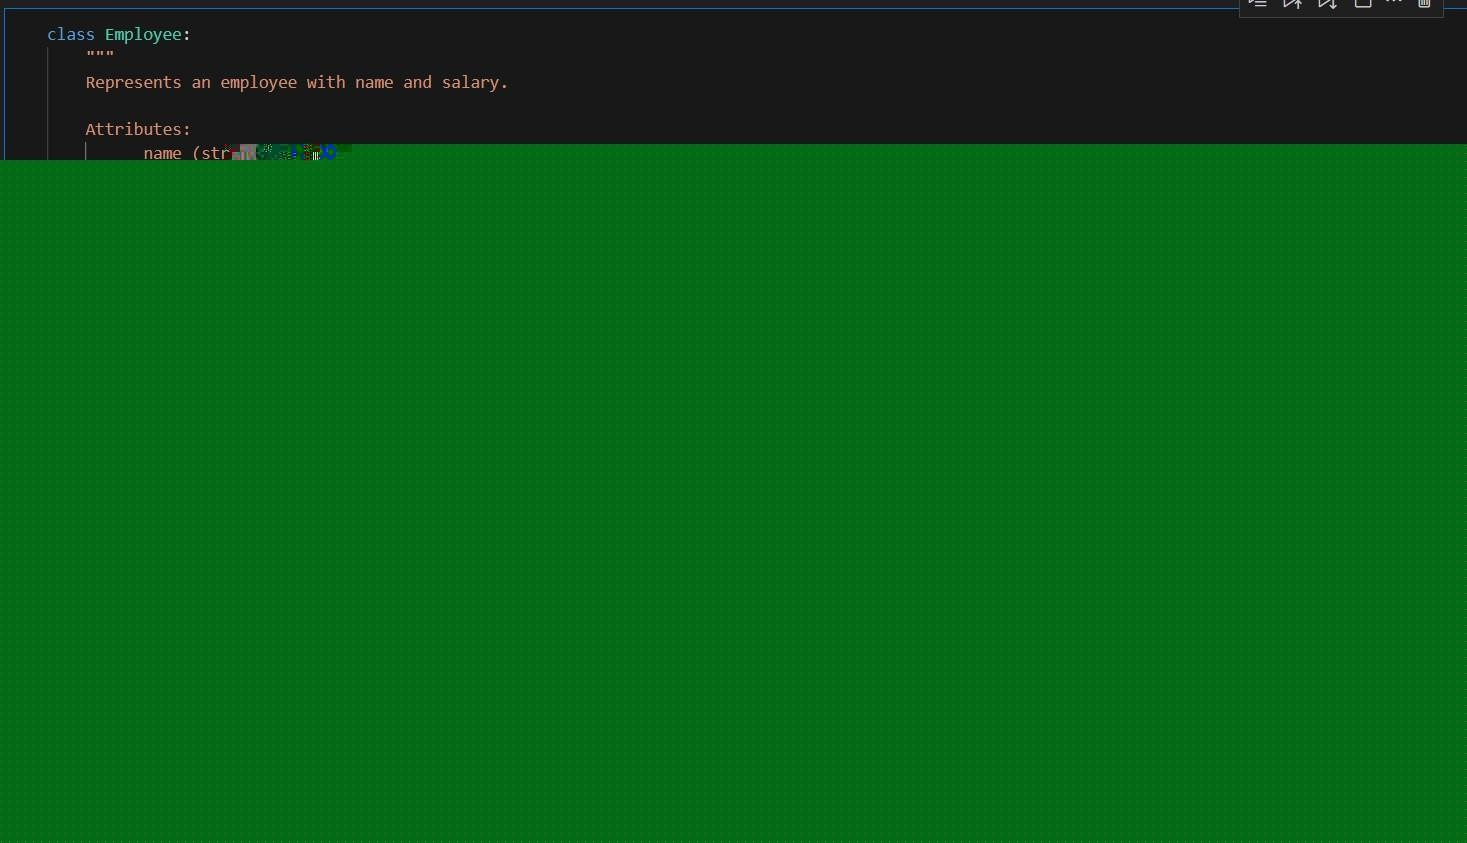 class Employee:
"""
Represents an employee with name and salary.
Attributes:
name (str